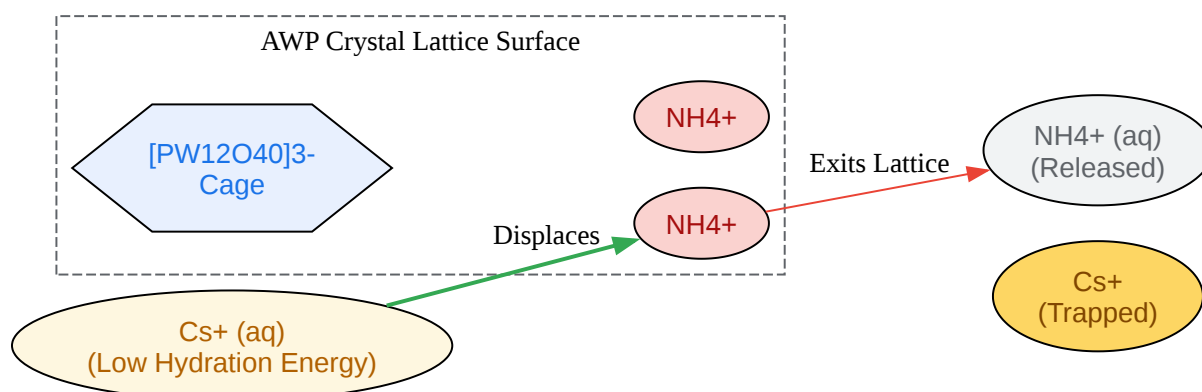 AWP Crystal Lattice Surface
[PW12O40]3-
Cage
NH4+
NH4+
Displaces
Exits Lattice
NH4+ (aq)
(Released)
Cs+ (aq)
(Low Hydration Energy)
Cs+
(Trapped)